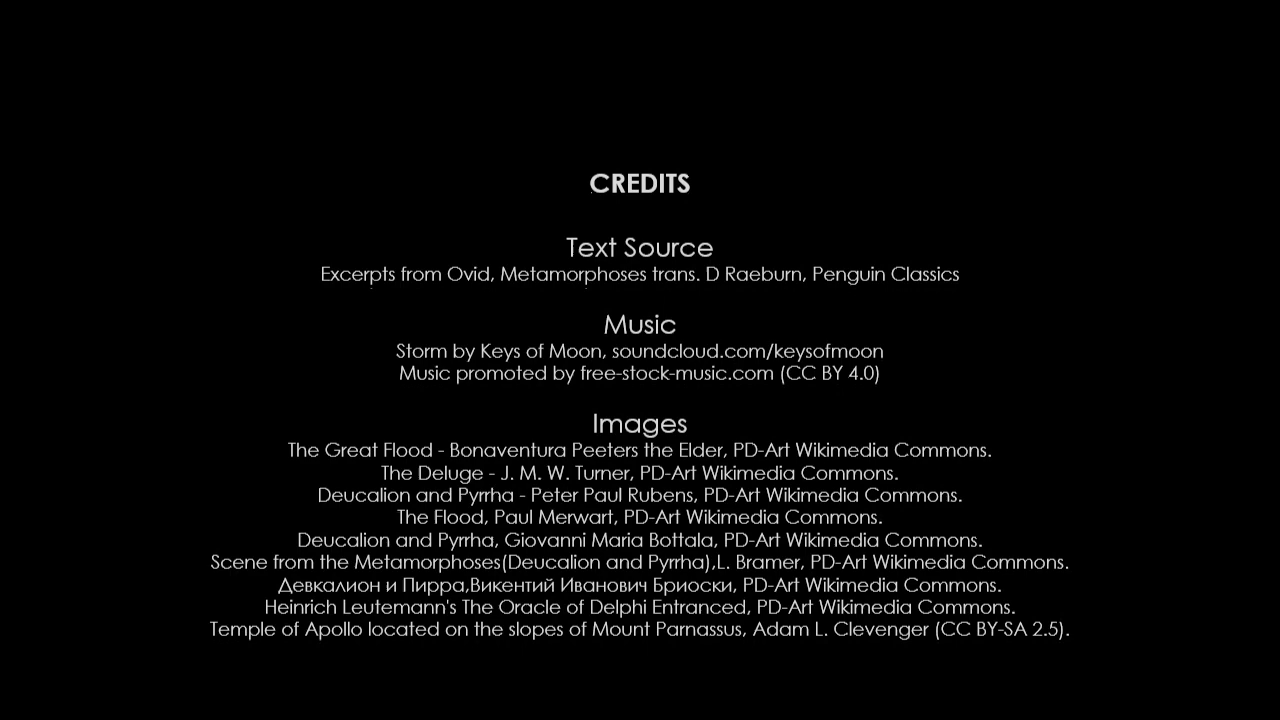 CREDITS
Text Source
Excerpts from Ovid, Metamorphoses trans. D Raeburn, Penguin Classics
Music
Storm by Keys of Moon, soundcloud.com/keysofmoon
Music promoted by free-stock-music.com (CC BY 4.0)
Images
The Great Flood - Bonaventura Peeters the Elder, PD-Art Wikimedia Commons.
The Deluge - J. M. W. Turner, PD-Art Wikimedia Commons.
Deucalion and Pyrrha - Peter Paul Rubens, PD-Art Wikimedia Commons.
The Flood, Paul Merwart, PD-Art Wikimedia Commons.
Deucalion and Pyrrha, Giovanni Maria Bottala, PD-Art Wikimedia Commons.
Scene from the Metamorphoses(Deucalion and Pyrrha),L. Bramer, PD-Art Wikimedia Commons.
Девкалион и Пирра,Викентий Иванович Бриоски, PD-Art Wikimedia Commons.
Heinrich Leutemann's The Oracle of Delphi Entranced, PD-Art Wikimedia Commons.
Temple of Apollo located on the slopes of Mount Parnassus, Adam L. Clevenger (CC BY-SA 2.5).